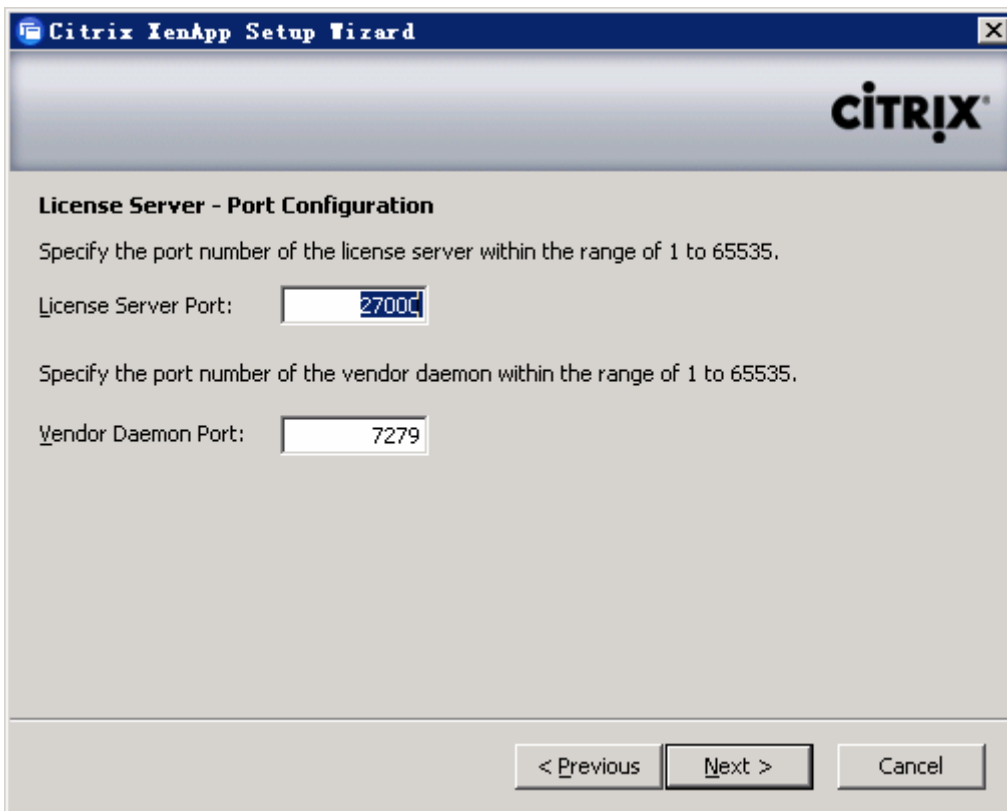 Citrix XenApp Setup Wizard
CİTRIX
License Server - Port Configuration
Specify the port number of the license server within the range of 1 to 65535.
License Server Port: 27000
Specify the port number of the vendor daemon within the range of 1 to 65535.
Vendor Daemon Port: 7279
< Previous Next > Cancel